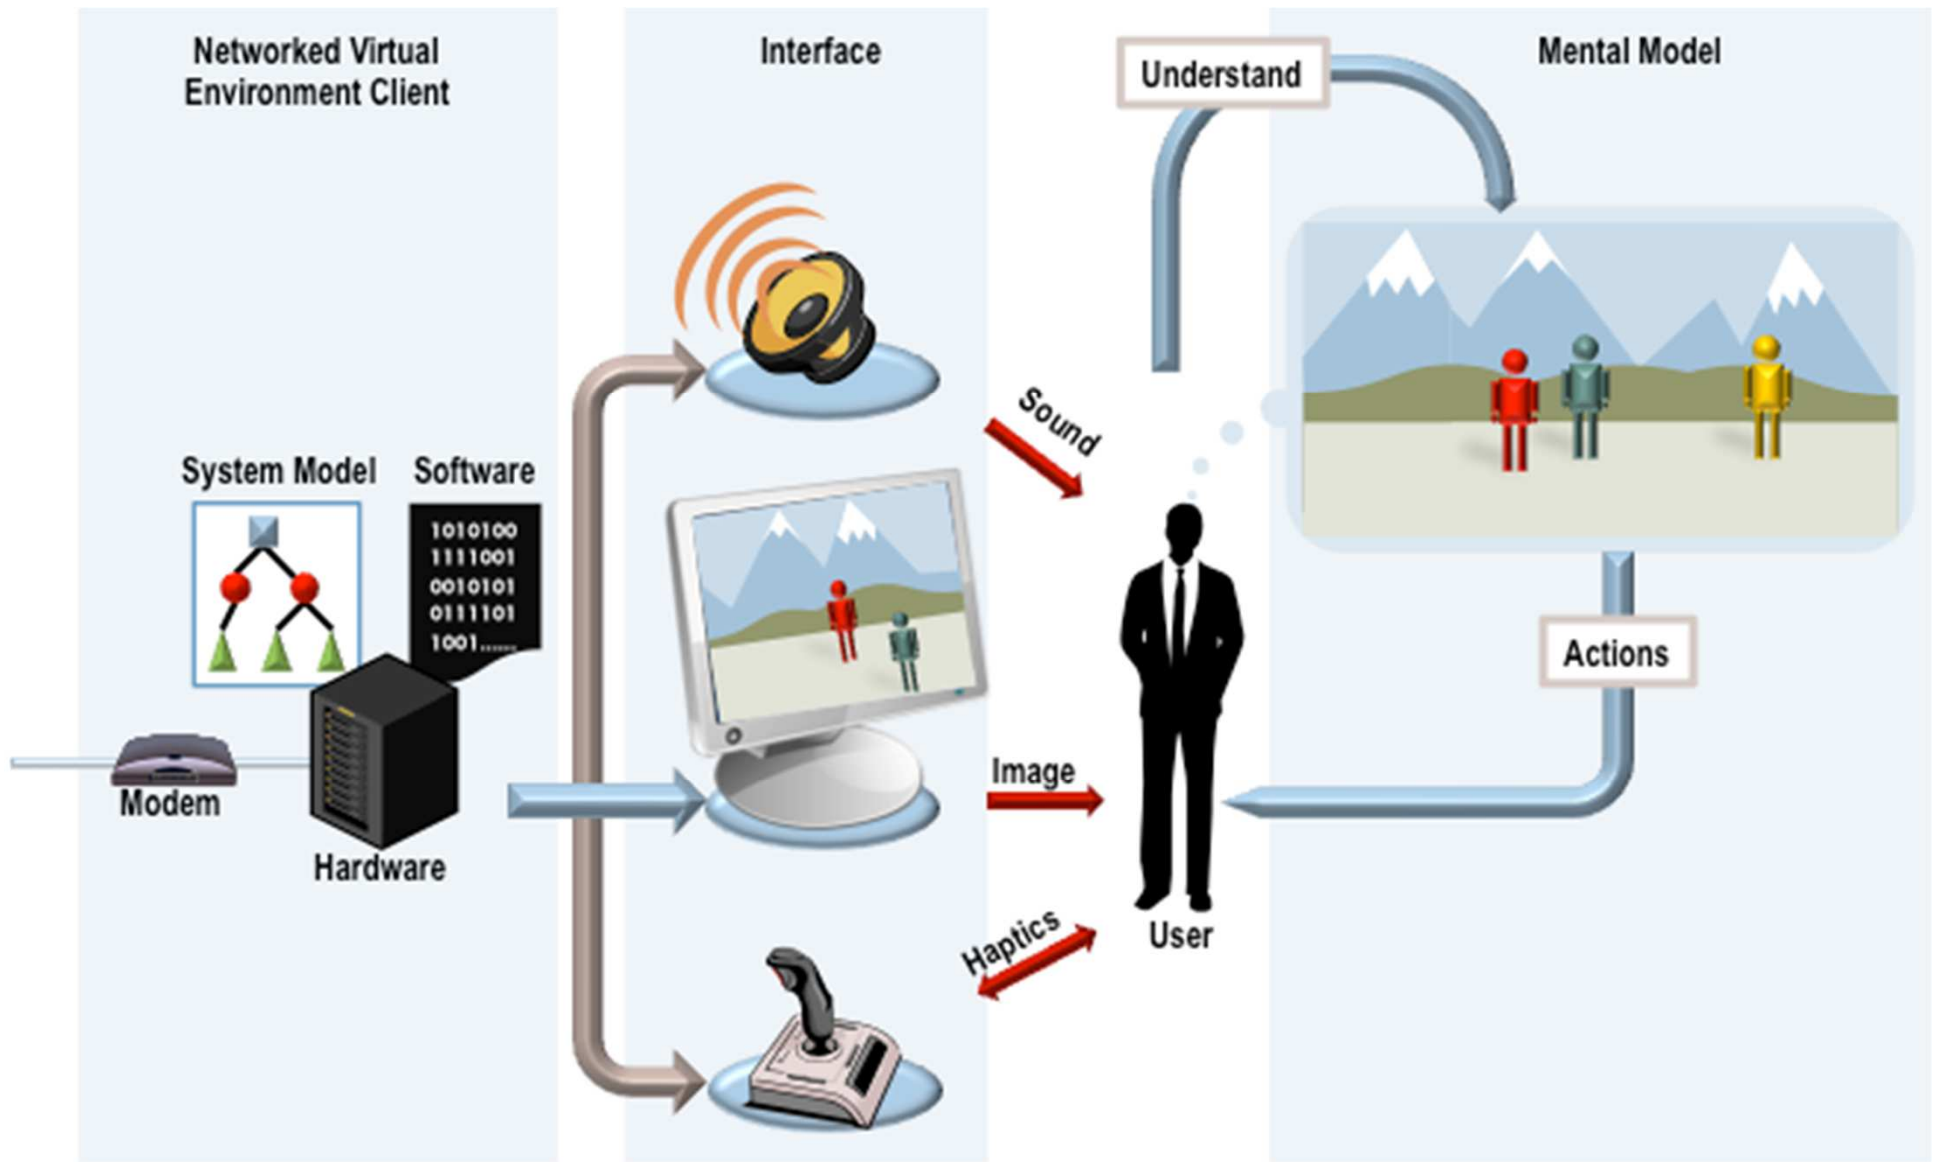 Networked Virtual
Environment Client
Interface
Understand
Mental Model
Sound
System Model
Software
1010100
1111001
0010101
0111101
1001......
Actions
Modem
Hardware
Image
Haptics
User